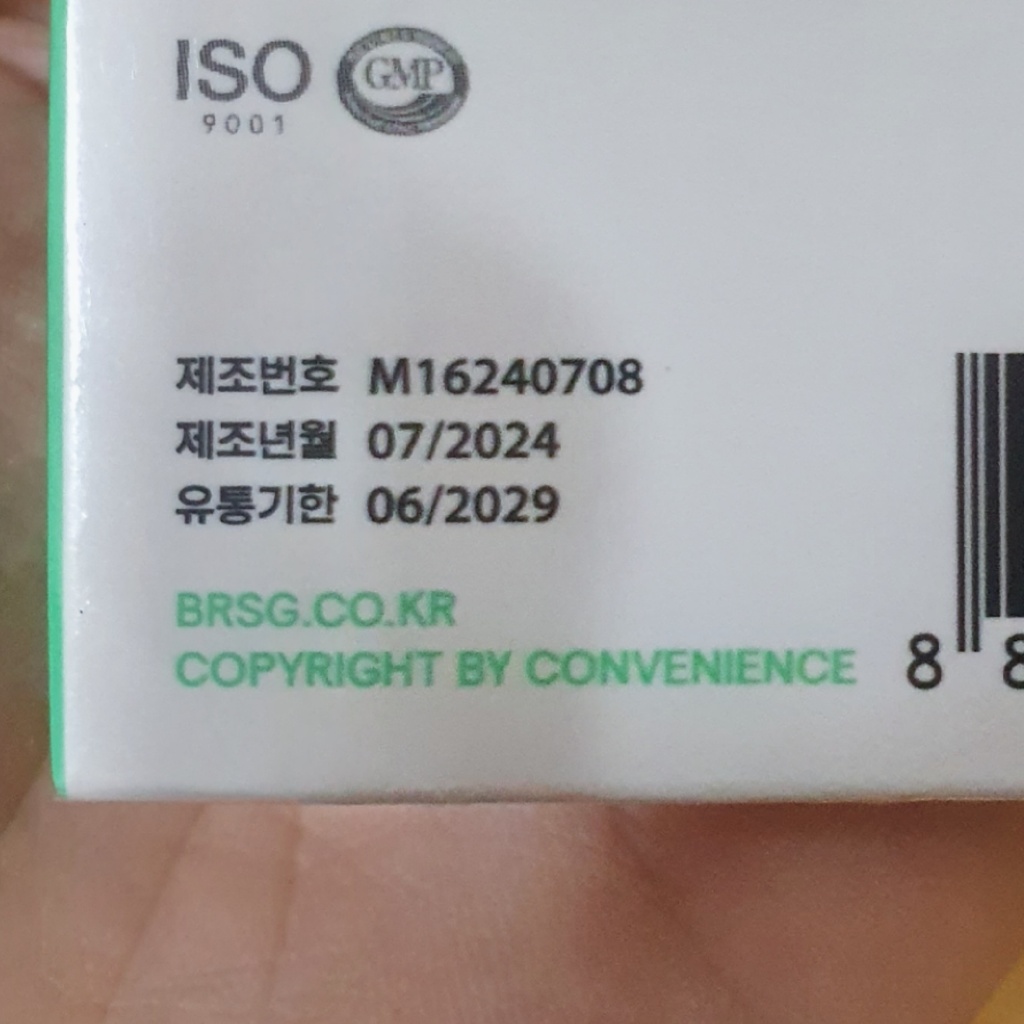 ISO
9001
GMP
제조번호 M16240708
제조년월 07/2024
유통기한 06/2029
BRSG.CO.KR
COPYRIGHT BY CONVENIENCE
8 8